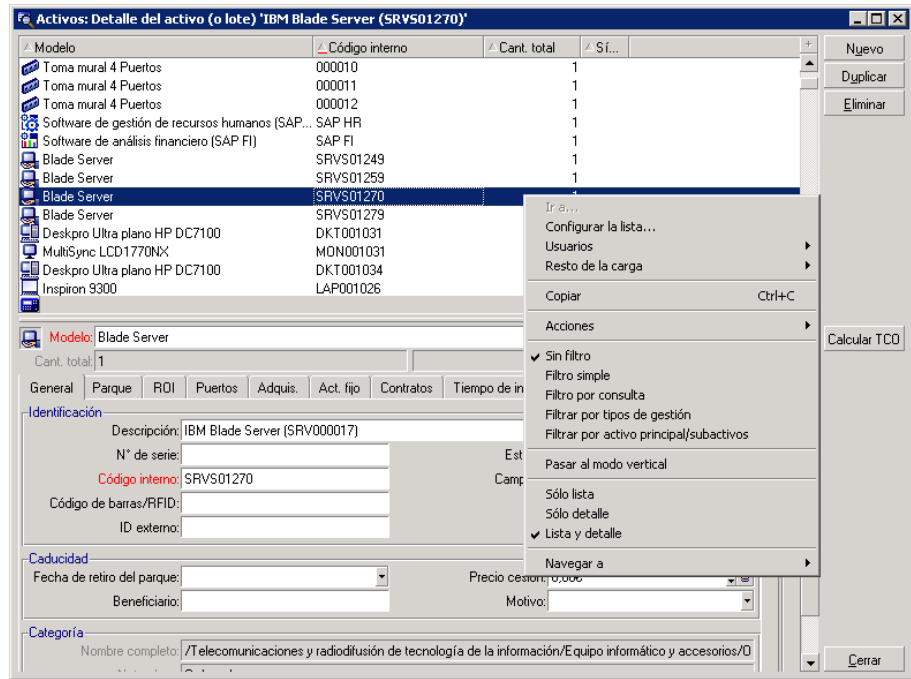 Activos: Detalle del activo (o lote) 'IBM Blade Server (SRVS01270)'
Modelo Código interno Cant. total Sí...
Toma mural 4 Puertos 000010 1
Toma mural 4 Puertos 000011 1
Toma mural 4 Puertos 000012 1
Software de gestión de recursos humanos (SAP... SAP HR 1
Software de análisis financiero (SAP FI) SAP FI 1
Blade Server SRVS01249 1
Blade Server SRVS01259 1
Blade Server SRVS01270 1
Blade Server SRVS01279
Deskpro Ultra plano HP DC7100 DKT001031
MultiSync LCD1770NX MON001031
Deskpro Ultra plano HP DC7100 DKT001034
Inspiron 9300 LAP001026
Nuevo
Duplicar
Eliminar
Calcular TCO
Cerrar
Ir a...
Configurar la lista...
Usuarios
Resto de la carga
Copiar Ctrl+C
Acciones
Sin filtro
Filtro simple
Filtro por consulta
Filtrar por tipos de gestión
Filtrar por activo principal/subactivos
Pasar al modo vertical
Sólo lista
Sólo detalle
Lista y detalle
Navegar a
Modelo: Blade Server
Cant. total: 1
General Parque ROI Puertos Adquis. Act. fijo Contratos Tiempo de in
Identificación
Descripción: IBM Blade Server (SRV000017)
N° de serie: Est
Código interno: SRVS01270 Camp
Código de barras/RFID:
ID externo:
Caducidad
Fecha de retiro del parque: Precio cesión: 0,00€
Beneficiario: Motivo:
Categoría
Nombre completo: /Telecomunicaciones y radiodifusión de tecnología de la información/Equipo informático y accesorios/O